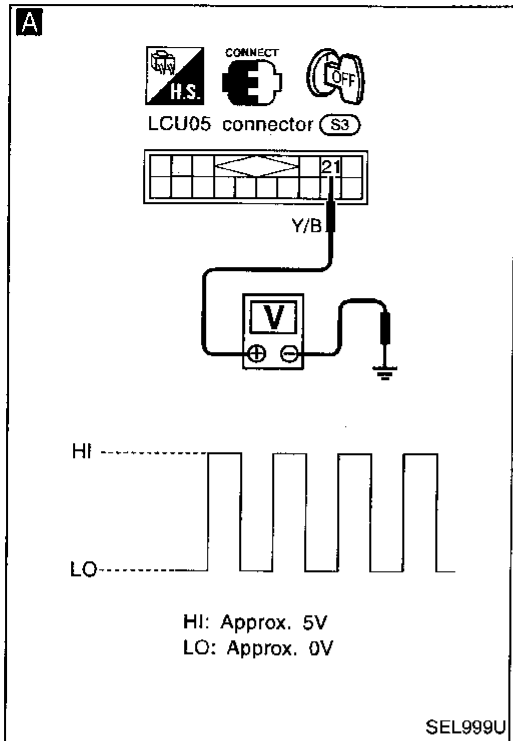 A
CONNECT
H.S.
OFF
LCU05 connector S3
21
Y/B
V
HI
LO
HI: Approx. 5V
LO: Approx. 0V
SEL999U